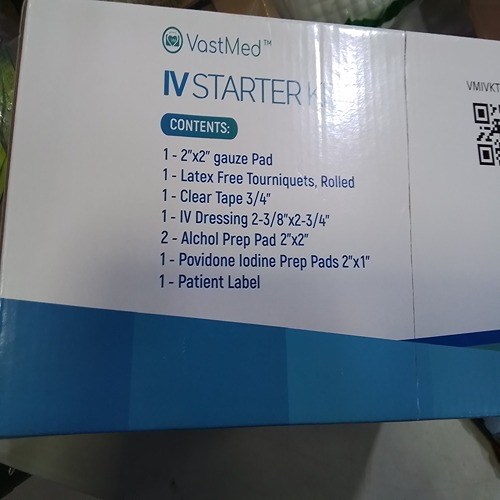 VastMed™
IV STARTER
VMIVKT
CONTENTS:
1 - 2"x2" gauze Pad
1 - Latex Free Tourniquets, Rolled
1 - Clear Tape 3/4"
1 - IV Dressing 2-3/8"x2-3/4"
2 - Alchol Prep Pad 2"x2"
1 - Povidone Iodine Prep Pads 2"x1"
1 - Patient Label